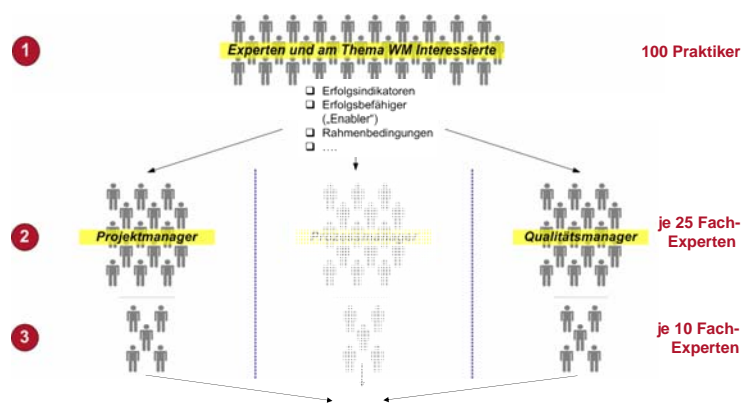 1
Experten und am Thema WM Interessierte
100 Praktiker
❑ Erfolgsindikatoren
❑ Erfolgsbefähiger
(„Enabler“)
❑ Rahmenbedingungen
❑ ....
2
Projektmanager
Prozessmanager
Qualitätsmanager
je 25 Fach-
Experten
3
je 10 Fach-
Experten